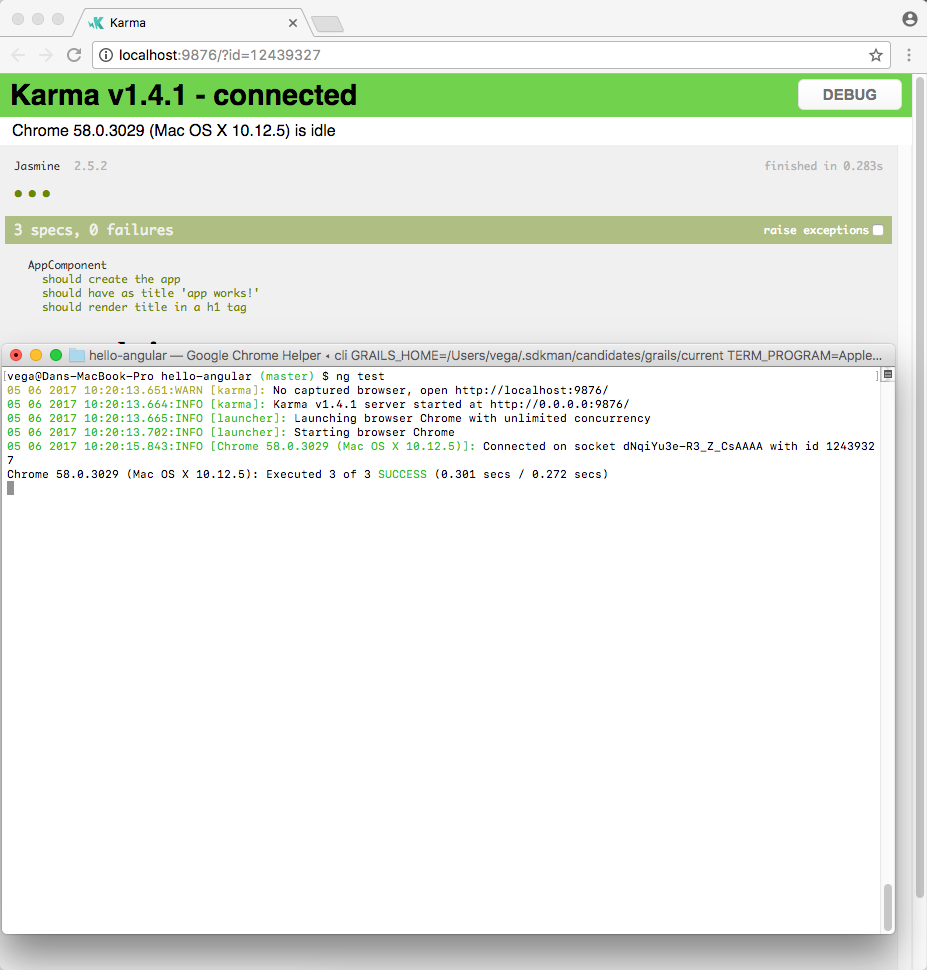 Karma
localhost:9876/?id=12439327
Karma v1.4.1 - connected
DEBUG
Chrome 58.0.3029 (Mac OS X 10.12.5) is idle
Jasmine 2.5.2
finished in 0.283s
•••
3 specs, 0 failures
raise exceptions
AppComponent
should create the app
should have as title 'app works!'
should render title in a h1 tag
hello-angular — Google Chrome Helper ◂ cli GRAILS_HOME=/Users/vega/.sdkman/candidates/grails/current TERM_PROGRAM=Apple...
[vega@Dans-MacBook-Pro hello-angular (master) $ ng test ]
05 06 2017 10:20:13.651:WARN [karma]: No captured browser, open http://localhost:9876/
05 06 2017 10:20:13.664:INFO [karma]: Karma v1.4.1 server started at http://0.0.0.0:9876/
05 06 2017 10:20:13.665:INFO [launcher]: Launching browser Chrome with unlimited concurrency
05 06 2017 10:20:13.702:INFO [launcher]: Starting browser Chrome
05 06 2017 10:20:15.843:INFO [Chrome 58.0.3029 (Mac OS X 10.12.5)]: Connected on socket dNqiYu3e-R3_Z_CsAAAA with id 1243932
7
Chrome 58.0.3029 (Mac OS X 10.12.5): Executed 3 of 3 SUCCESS (0.301 secs / 0.272 secs)